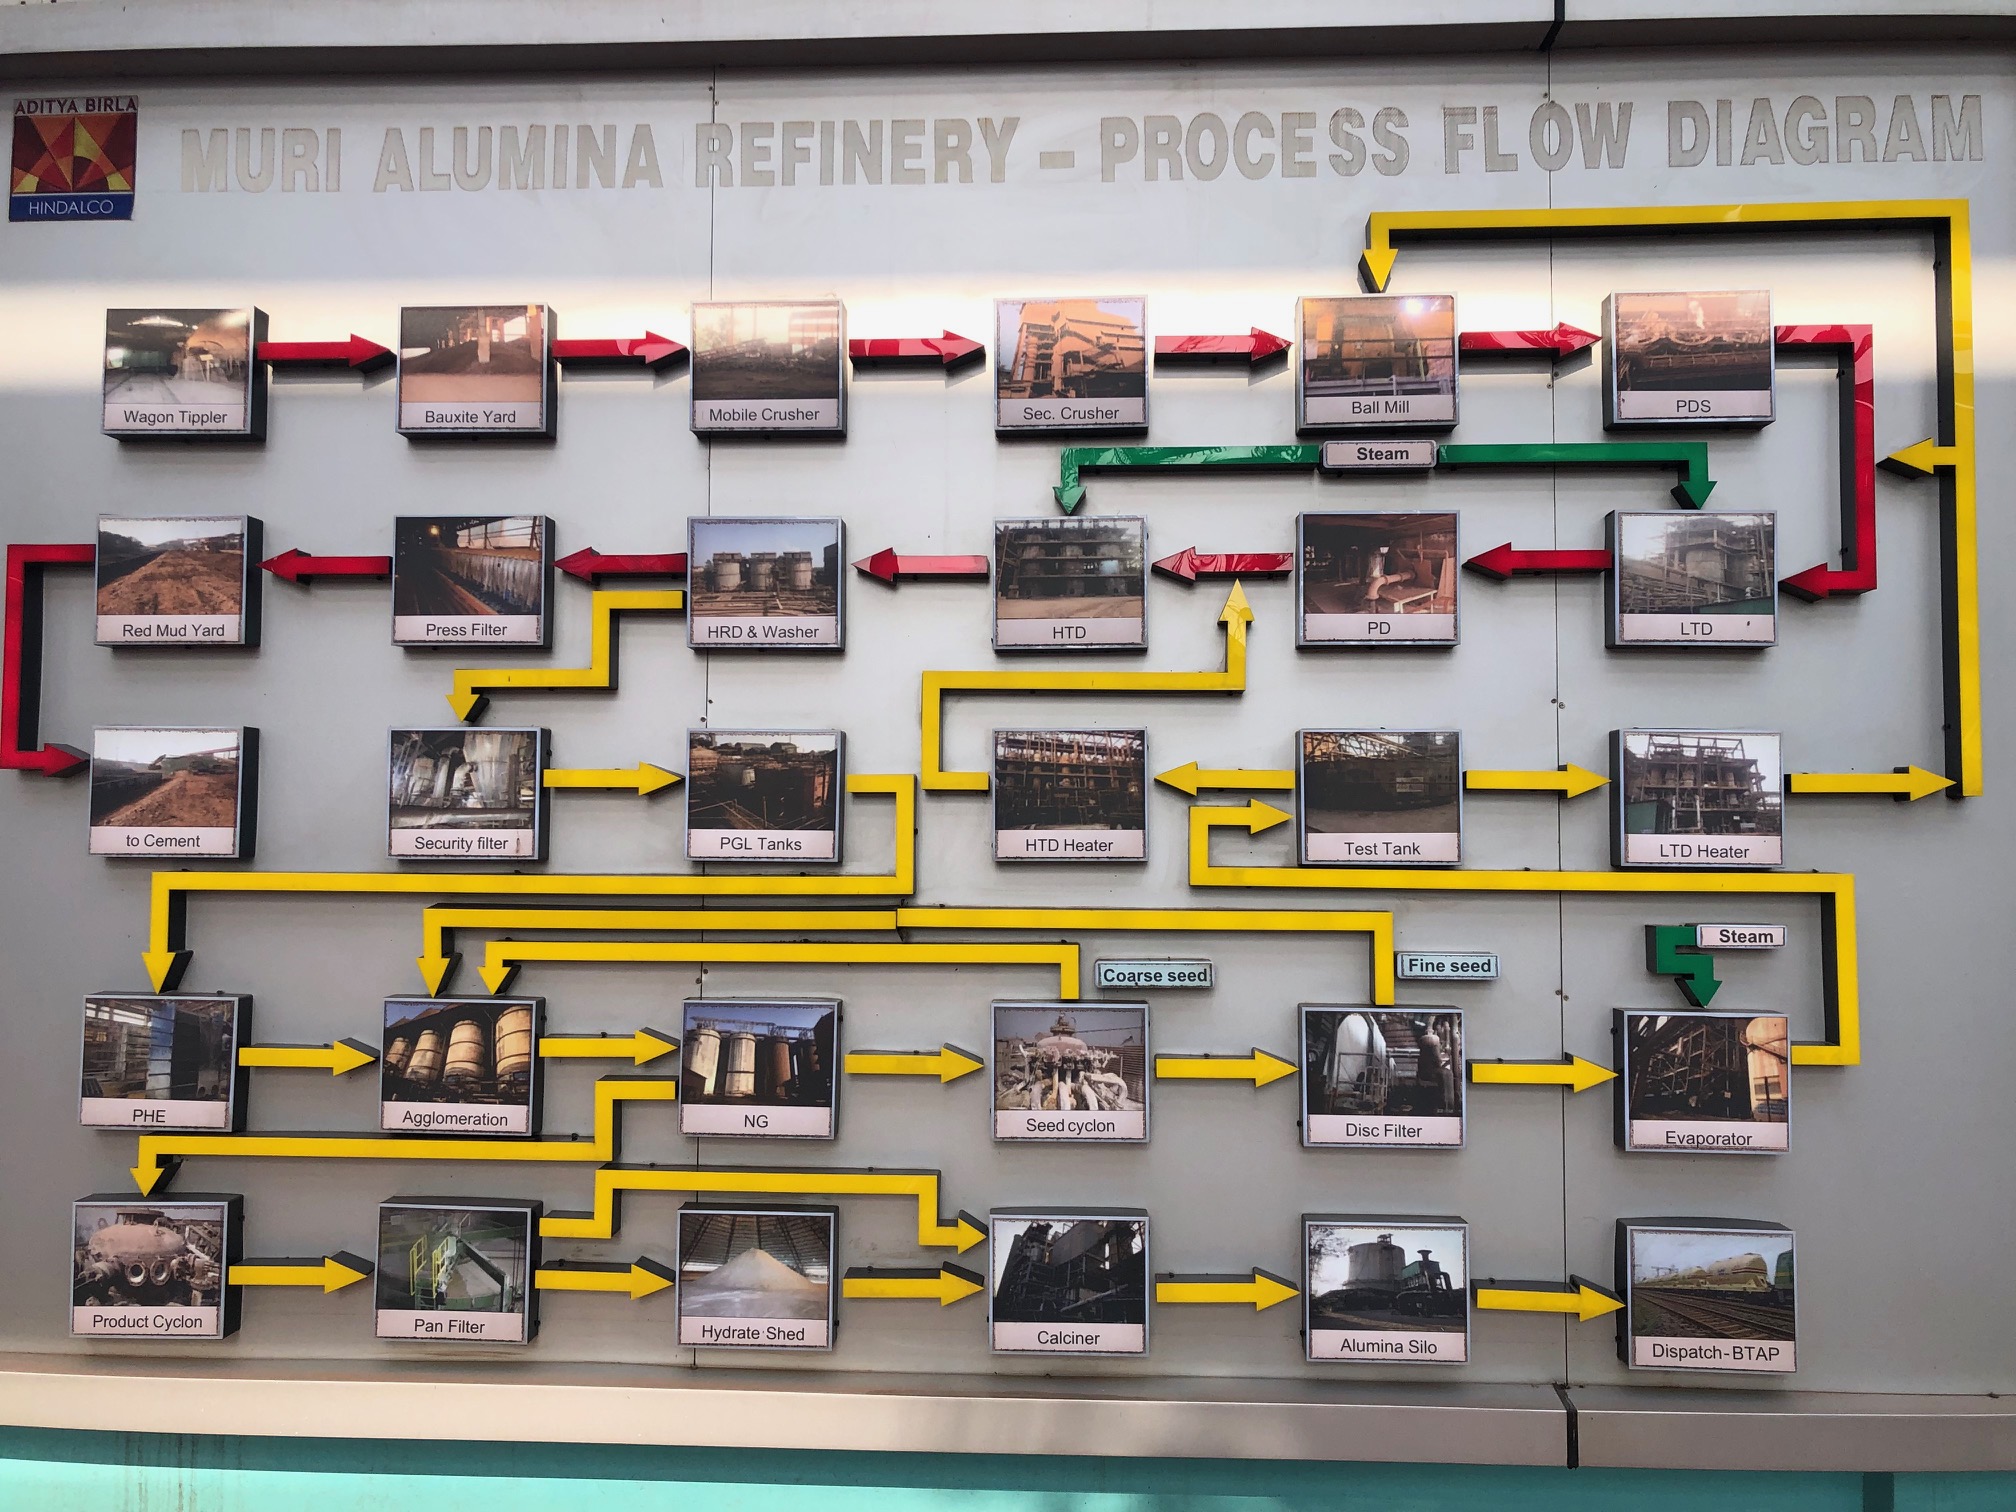 ADITYA BIRLA
HINDALCO
MURI ALUMINA REFINERY - PROCESS FLOW DIAGRAM
Wagon Tippler
Bauxite Yard
Mobile Crusher
Sec. Crusher
Ball Mill
PDS
Steam
Red Mud Yard
Press Filter
HRD & Washer
HTD
PD
LTD
to Cement
Security filter
PGL Tanks
HTD Heater
Test Tank
LTD Heater
Coarse seed
Fine seed
Steam
PHE
Agglomeration
NG
Seed cyclon
Disc Filter
Evaporator
Product Cyclon
Pan Filter
Hydrate Shed
Calciner
Alumina Silo
Dispatch-BTAP